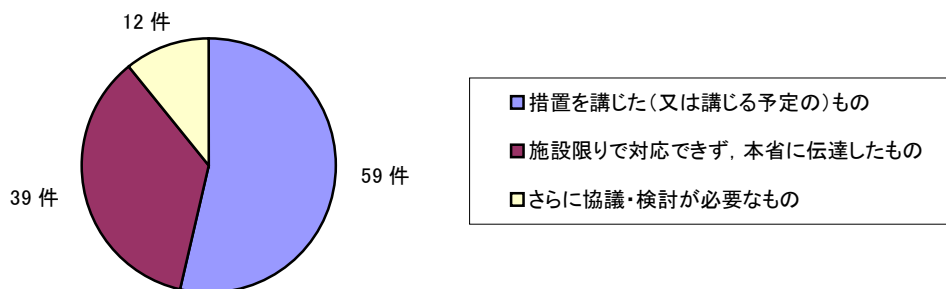 12 件
59 件
39 件
措置を講じた(又は講じる予定の)もの
施設限りで対応できず，本省に伝達したもの
さらに協議・検討が必要なもの